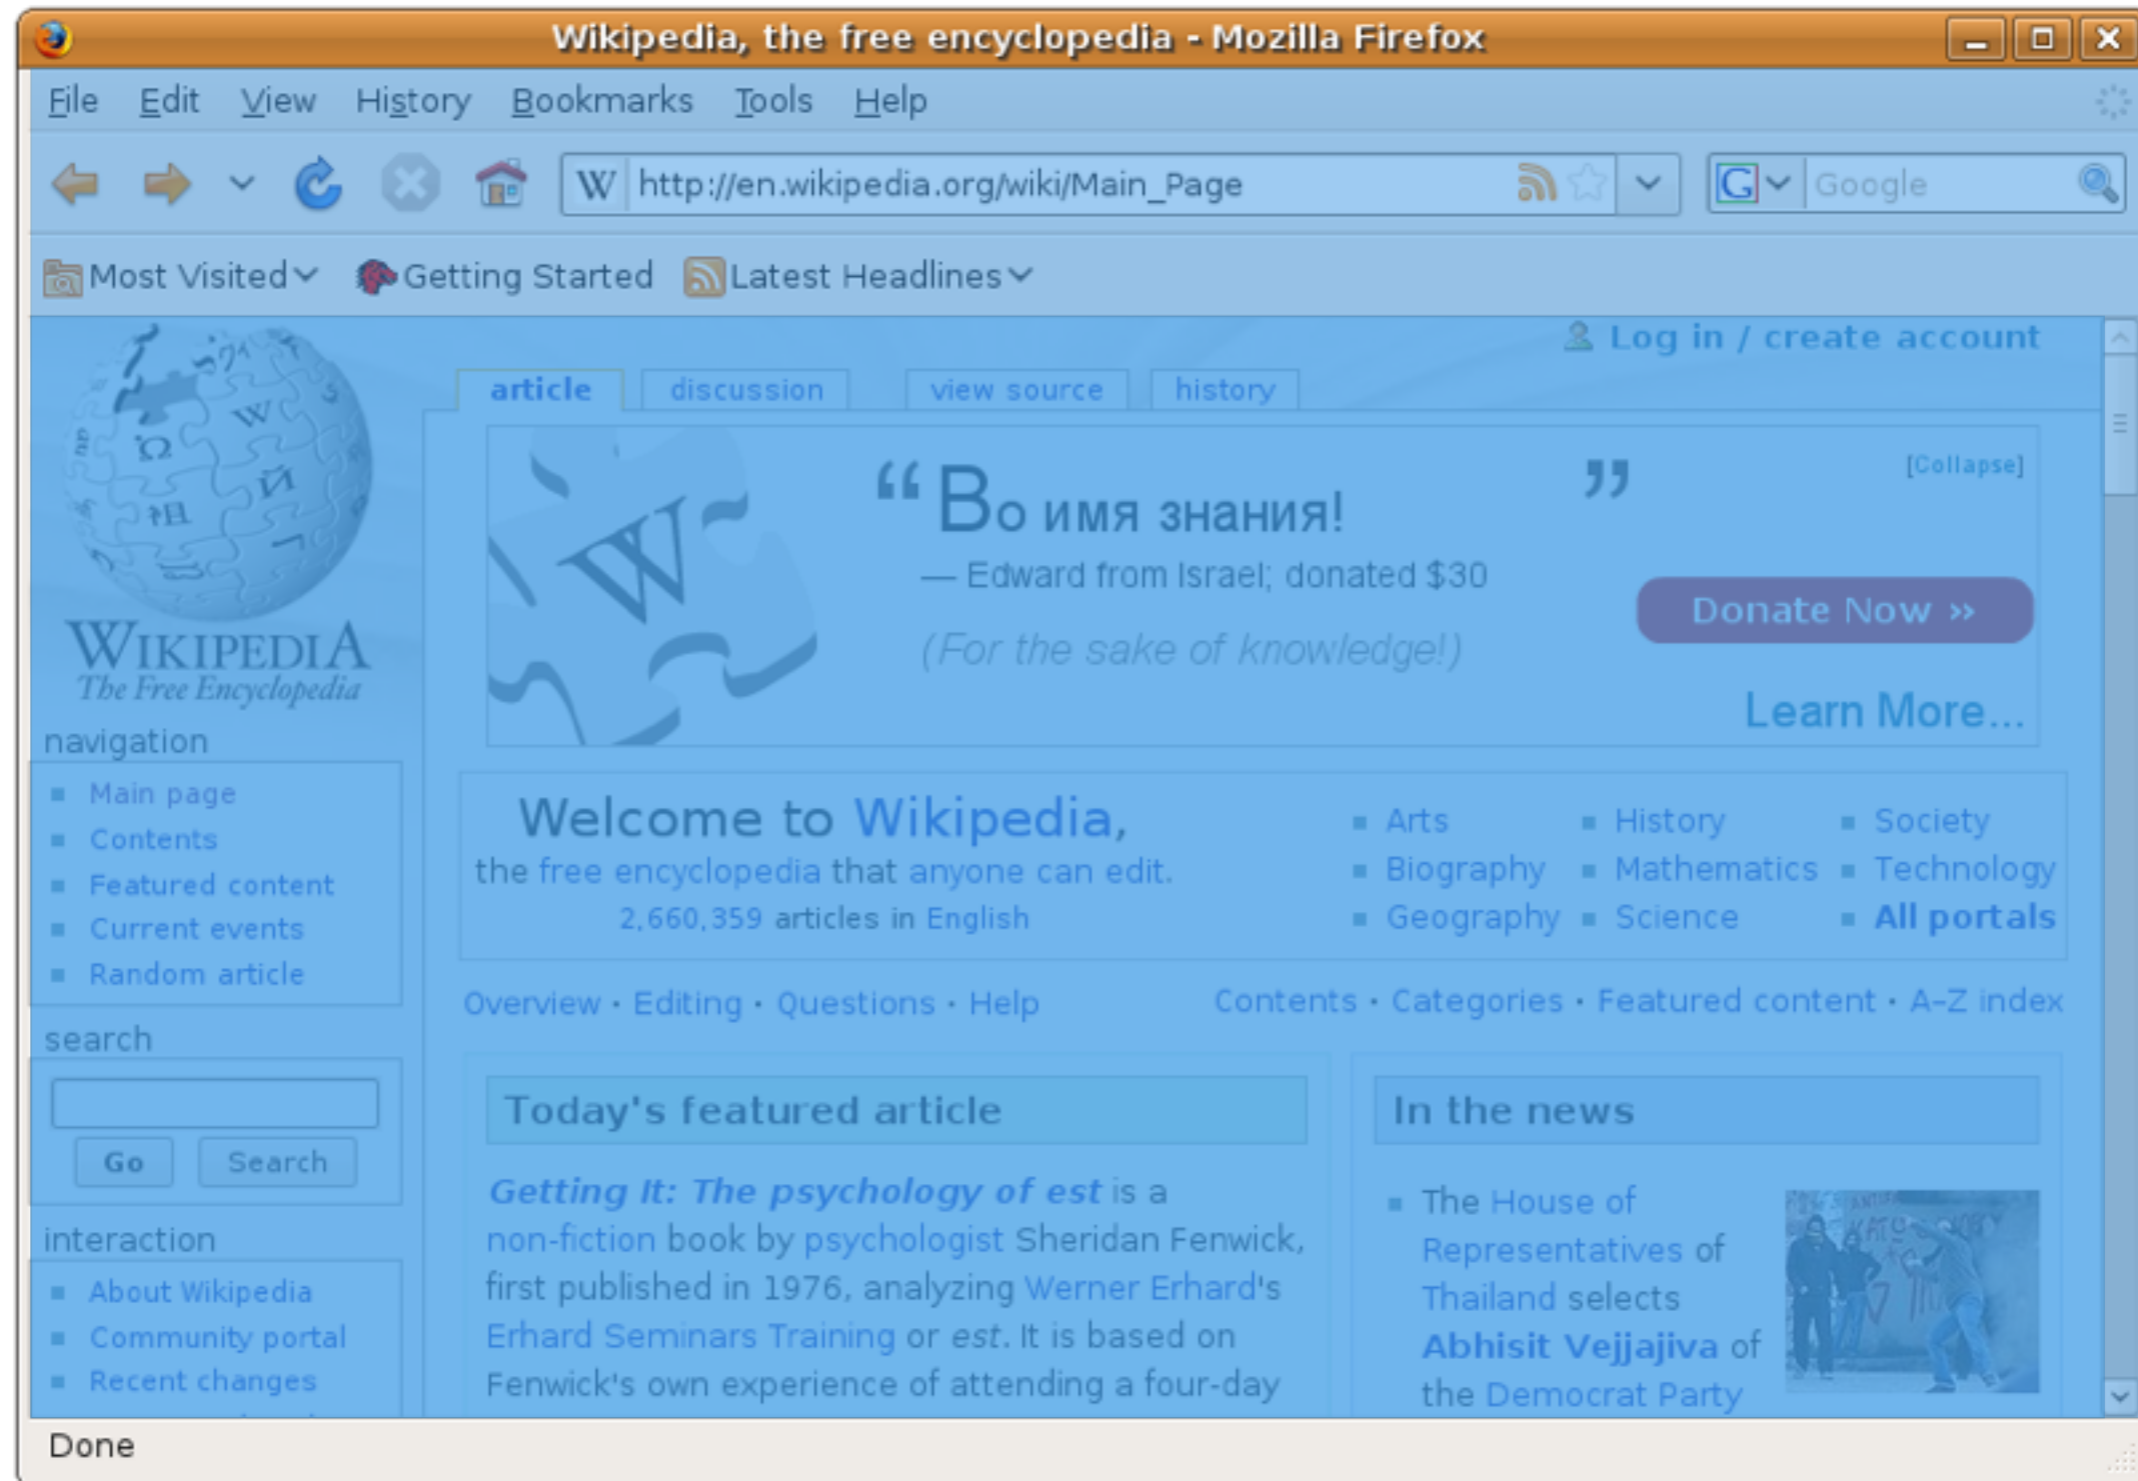 Wikipedia, the free encyclopedia - Mozilla Firefox
File Edit View History Bookmarks Tools Help
W http://en.wikipedia.org/wiki/Main_Page G Google
Most Visited Getting Started Latest Headlines
Log in / create account
article discussion view source history
[Collapse]
“Во имя знания! ”
— Edward from Israel; donated $30
Donate Now »
(For the sake of knowledge!)
Learn More...
WIKIPEDIA
The Free Encyclopedia
navigation
Main page
Contents
Featured content
Current events
Random article
search
Go Search
interaction
About Wikipedia
Community portal
Recent changes
Welcome to Wikipedia,
the free encyclopedia that anyone can edit.
2,660,359 articles in English
Arts History Society
Biography Mathematics Technology
Geography Science All portals
Overview · Editing · Questions · Help
Contents · Categories · Featured content · A–Z index
Today's featured article
Getting It: The psychology of est is a
non-fiction book by psychologist Sheridan Fenwick,
first published in 1976, analyzing Werner Erhard's
Erhard Seminars Training or est. It is based on
Fenwick's own experience of attending a four-day
In the news
The House of
Representatives of
Thailand selects
Abhisit Vejjajiva of
the Democrat Party
Done